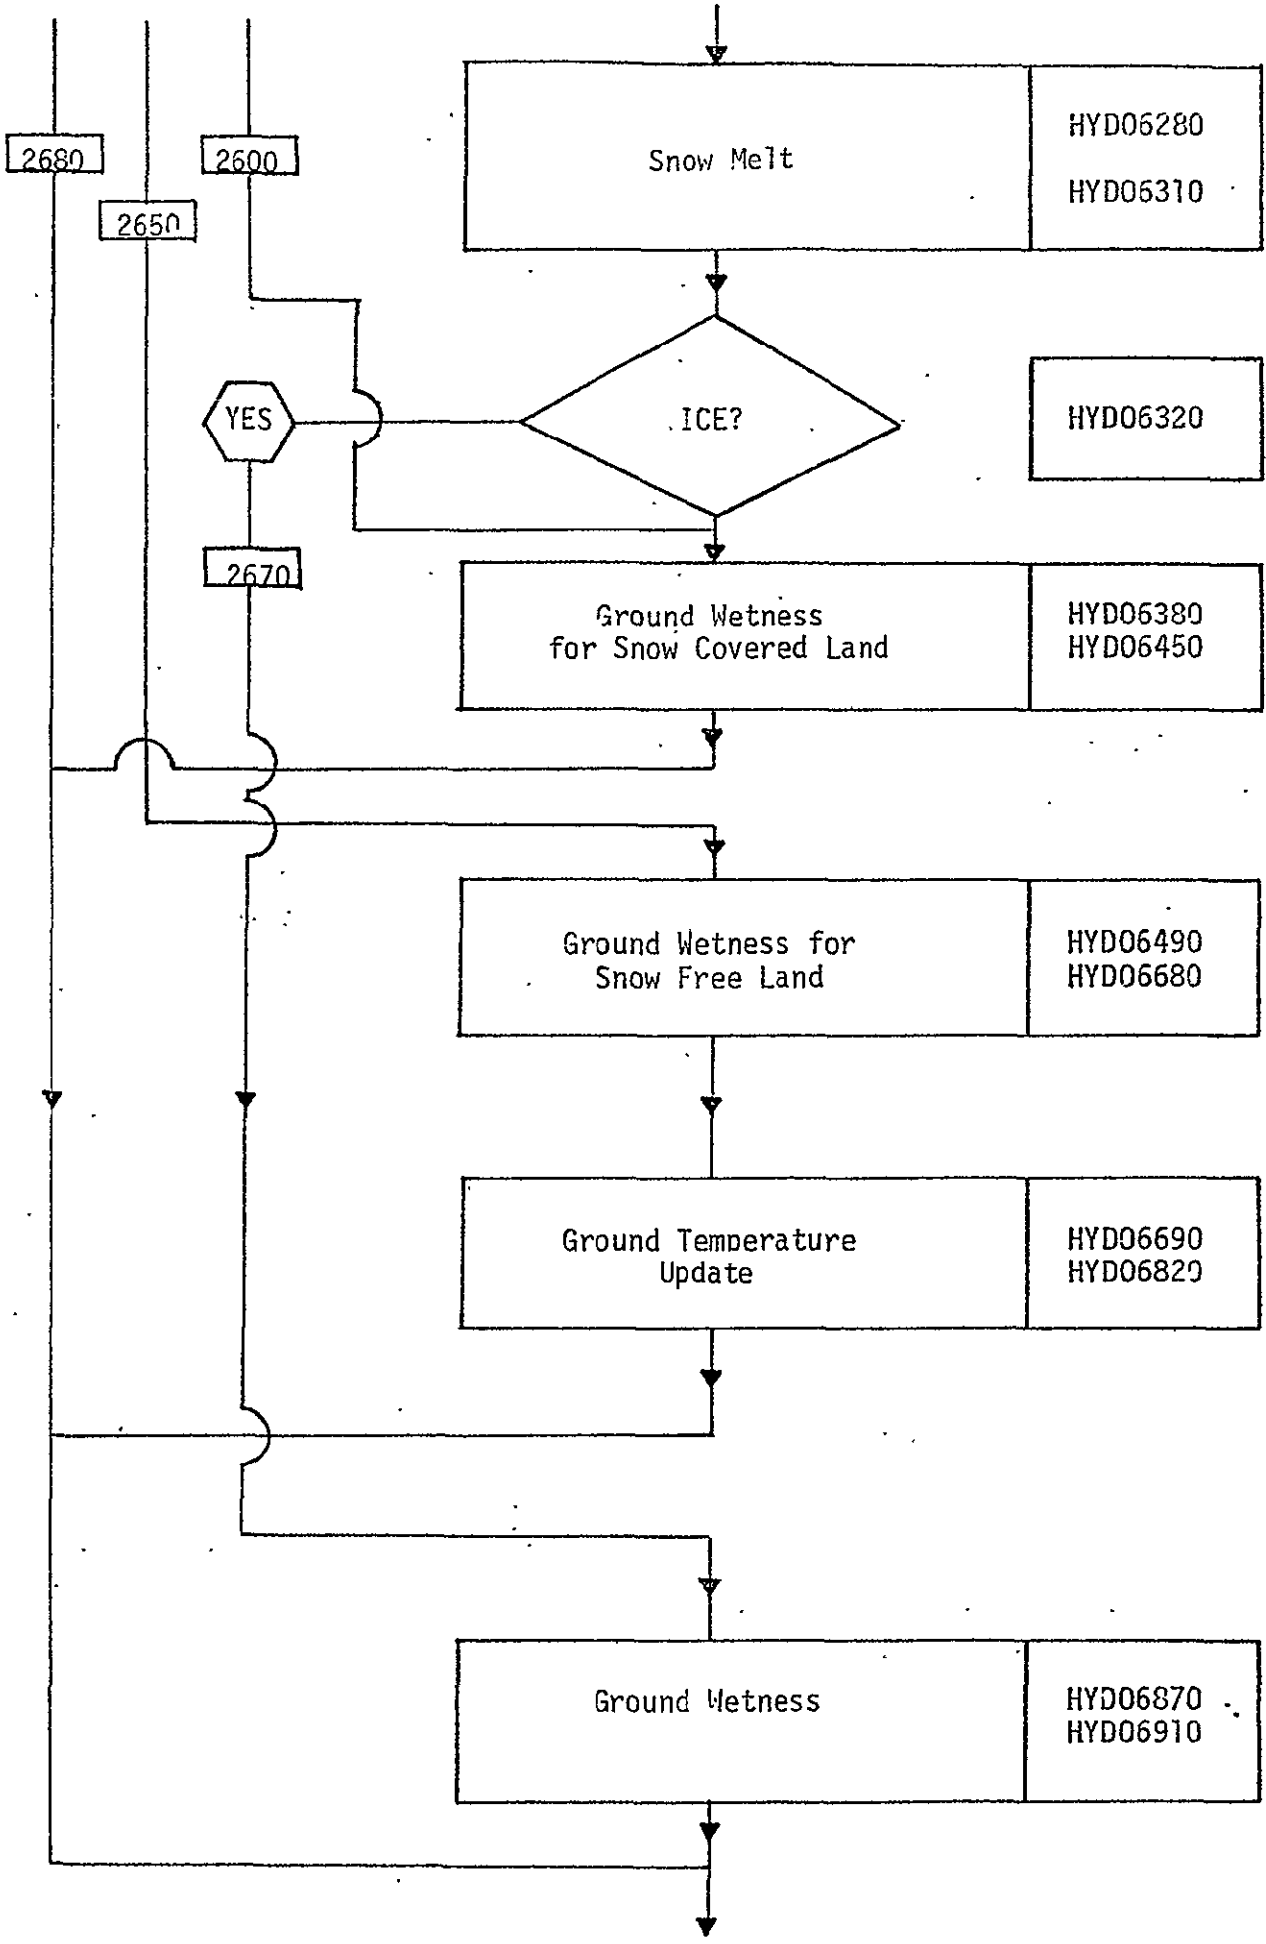 2680
2650
2600
Snow Melt
HYD06280
HYD06310
YES
ICE?
HYD06320
2670
Ground Wetness
for Snow Covered Land
HYD06380
HYD06450
Ground Wetness for
Snow Free Land
HYD06490
HYD06680
Ground Temperature
Update
HYD06690
HYD06820
Ground Wetness
HYD06870
HYD06910